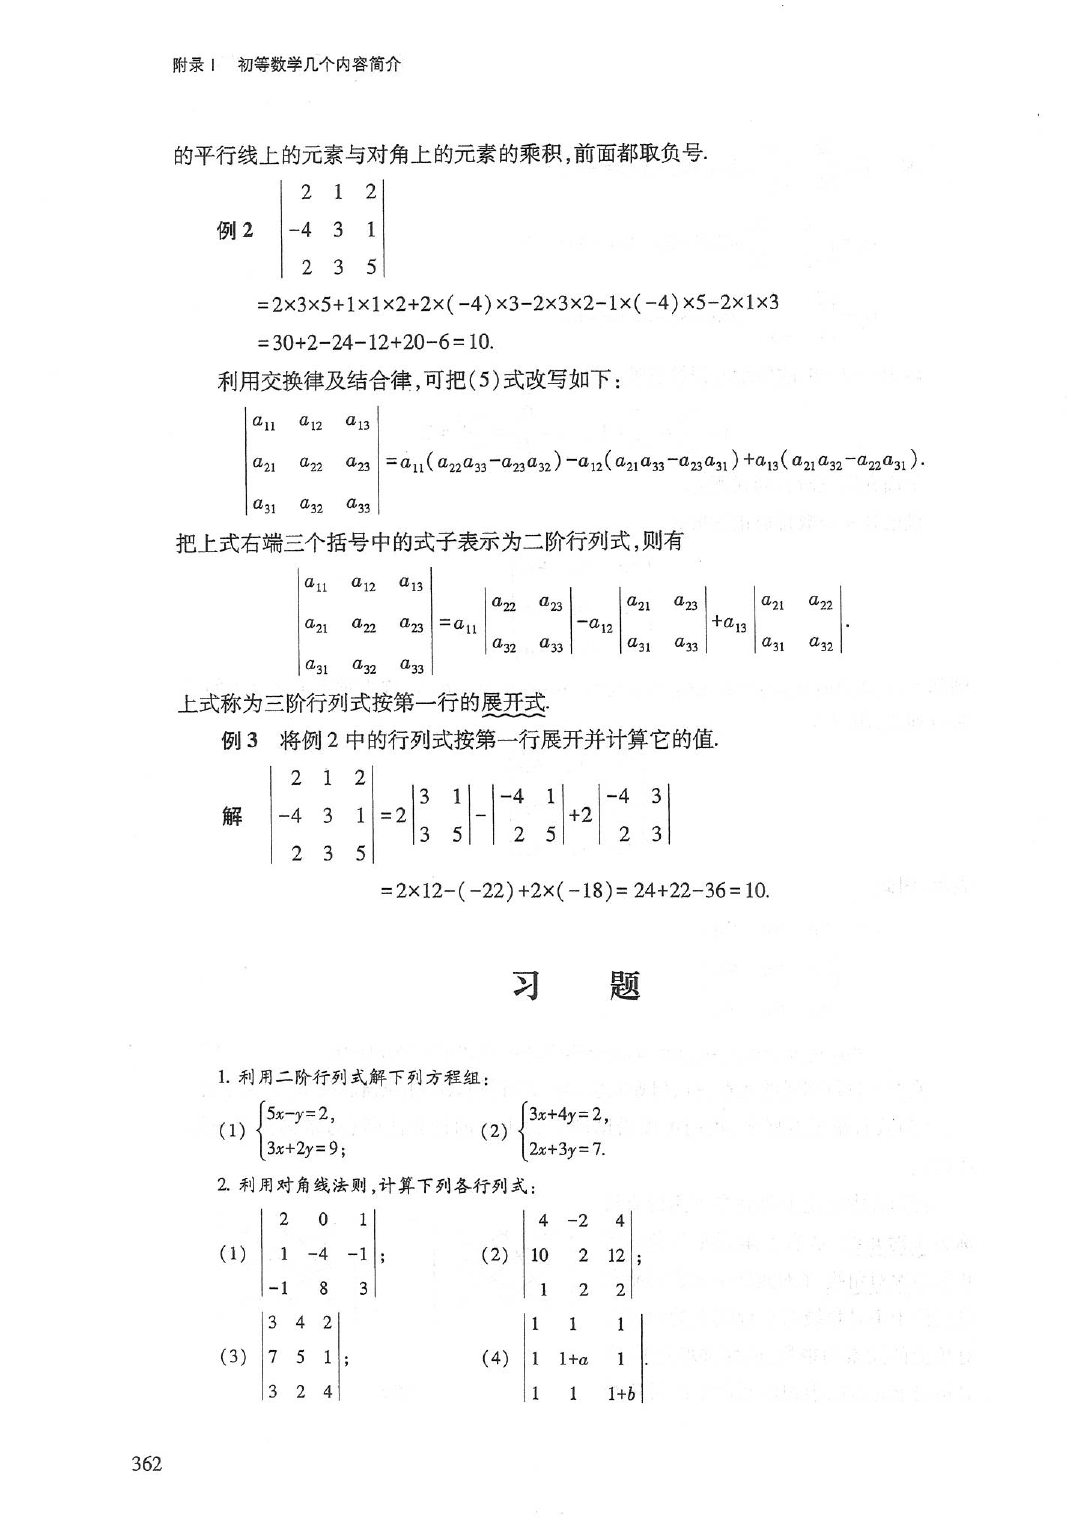 附录 I 初等数学几个内容简介
的平行线上的元素与对角上的元素的乘积,前面都取负号.
例 2 | 2 1 2 |
| -4 3 1 |
| 2 3 5 |
=2×3×5+1×1×2+2×(-4)×3-2×3×2-1×(-4)×5-2×1×3
=30+2-24-12+20-6=10.
利用交换律及结合律,可把(5)式改写如下:
| a₁₁ a₁₂ a₁₃ |
| a₂₁ a₂₂ a₂₃ | =a₁₁(a₂₂a₃₃-a₂₃a₃₂)-a₁₂(a₂₁a₃₃-a₂₃a₃₁)+a₁₃(a₂₁a₃₂-a₂₂a₃₁).
| a₃₁ a₃₂ a₃₃ |
把上式右端三个括号中的式子表示为二阶行列式,则有
| a₁₁ a₁₂ a₁₃ |
| a₂₁ a₂₂ a₂₃ | =a₁₁ | a₂₂ a₂₃ | -a₁₂ | a₂₁ a₂₃ | +a₁₃ | a₂₁ a₂₂ | .
| a₃₁ a₃₂ a₃₃ | | a₃₂ a₃₃ | | a₃₁ a₃₃ | | a₃₁ a₃₂ |
上式称为三阶行列式按第一行的展开式.
例 3 将例 2 中的行列式按第一行展开并计算它的值.
| 2 1 2 |
解 | -4 3 1 | =2 | 3 1 | - | -4 1 | +2 | -4 3 |
| 2 3 5 | | 3 5 | | 2 5 | | 2 3 |
=2×12-(-22)+2×(-18)=24+22-36=10.
习 题
1. 利用二阶行列式解下列方程组:
(1) { 5x-y=2, (2) { 3x+4y=2,
3x+2y=9; 2x+3y=7.
2. 利用对角线法则,计算下列各行列式:
| 2 0 1 | | 4 -2 4 |
(1) | 1 -4 -1 | ; (2) | 10 2 12 | ;
| -1 8 3 | | 1 2 2 |
| 3 4 2 | | 1 1 1 |
(3) | 7 5 1 | ; (4) | 1 1+a 1 | .
| 3 2 4 | | 1 1 1+b |
362